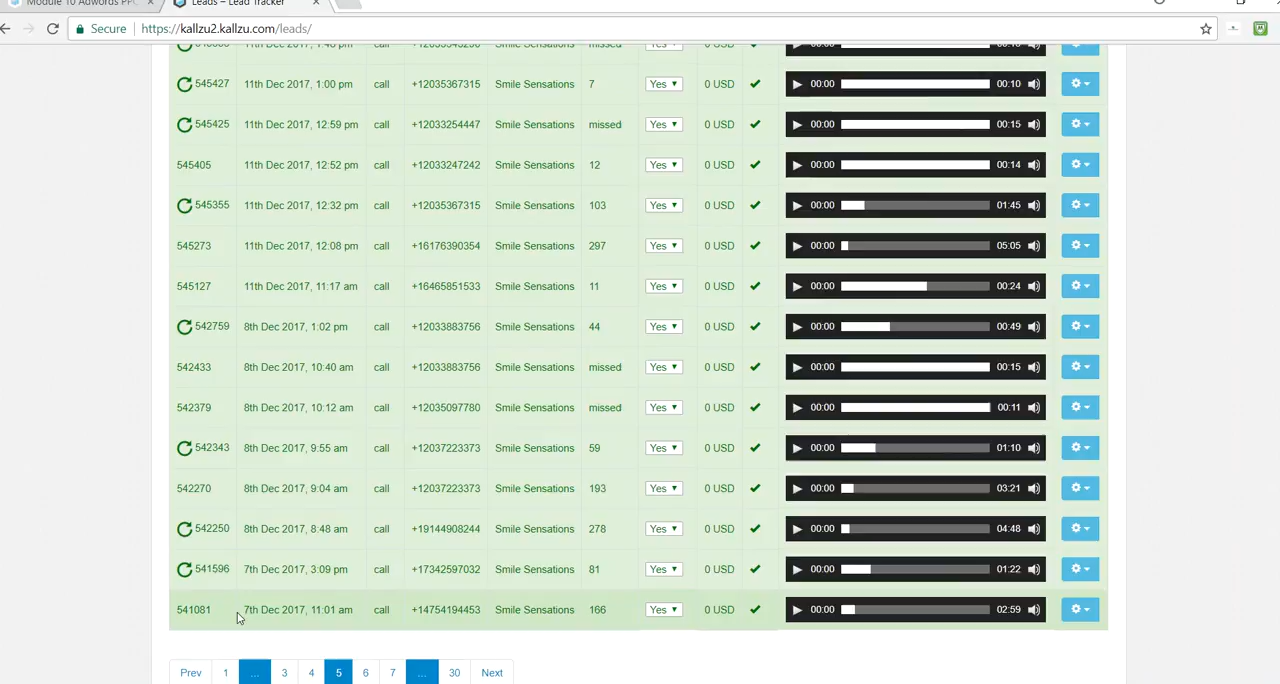 Module 10 Adwords PPC
Leads – Lead Tracker
Secure https://kallzu2.kallzu.com/leads/
missed Yes 0 USD 00:00
545427 11th Dec 2017, 1:00 pm call +12035367315 Smile Sensations 7 Yes 0 USD 00:00 00:10
545425 11th Dec 2017, 12:59 pm call +12033254447 Smile Sensations missed Yes 0 USD 00:00 00:15
545405 11th Dec 2017, 12:52 pm call +12033247242 Smile Sensations 12 Yes 0 USD 00:00 00:14
545355 11th Dec 2017, 12:32 pm call +12035367315 Smile Sensations 103 Yes 0 USD 00:00 01:45
545273 11th Dec 2017, 12:08 pm call +16176390354 Smile Sensations 297 Yes 0 USD 00:00 05:05
545127 11th Dec 2017, 11:17 am call +16465851533 Smile Sensations 11 Yes 0 USD 00:00 00:24
542759 8th Dec 2017, 1:02 pm call +12033883756 Smile Sensations 44 Yes 0 USD 00:00 00:49
542433 8th Dec 2017, 10:40 am call +12033883756 Smile Sensations missed Yes 0 USD 00:00 00:15
542379 8th Dec 2017, 10:12 am call +12035097780 Smile Sensations missed Yes 0 USD 00:00 00:11
542343 8th Dec 2017, 9:55 am call +12037223373 Smile Sensations 59 Yes 0 USD 00:00 01:10
542270 8th Dec 2017, 9:04 am call +12037223373 Smile Sensations 193 Yes 0 USD 00:00 03:21
542250 8th Dec 2017, 8:48 am call +19144908244 Smile Sensations 278 Yes 0 USD 00:00 04:48
541596 7th Dec 2017, 3:09 pm call +17342597032 Smile Sensations 81 Yes 0 USD 00:00 01:22
541081 7th Dec 2017, 11:01 am call +14754194453 Smile Sensations 166 Yes 0 USD 00:00 02:59
Prev 1 ... 3 4 5 6 7 ... 30 Next